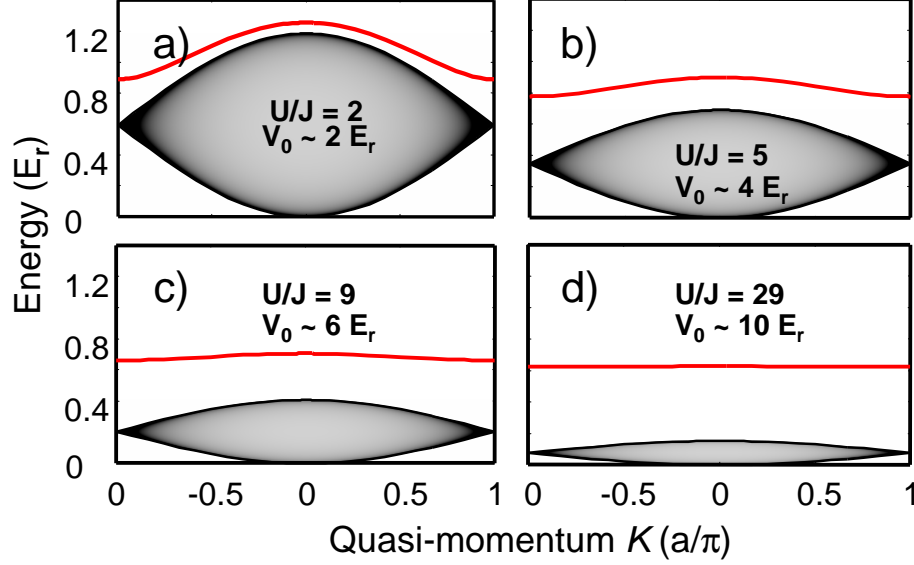 a)
U/J = 2
V₀ ~ 2 Eᵣ
b)
U/J = 5
V₀ ~ 4 Eᵣ
1.2
0.8
0.4
0
Energy (Eᵣ)
c)
U/J = 9
V₀ ~ 6 Eᵣ
d)
U/J = 29
V₀ ~ 10 Eᵣ
1.2
0.8
0.4
0
0 -0.5 0 0.5 1 0 -0.5 0 0.5 1
Quasi-momentum K (a/π)